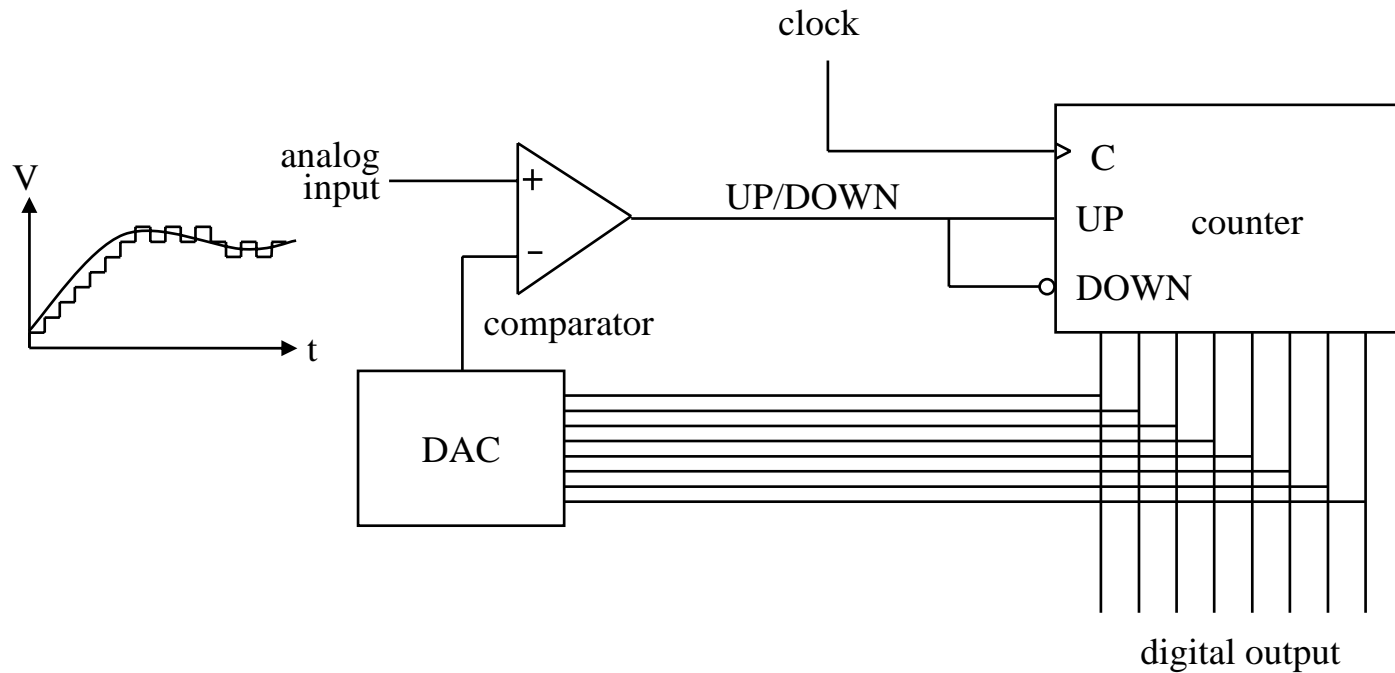 clock
analog
input
V
+
UP/DOWN
C
UP
counter
−
DOWN
comparator
t
DAC
digital output